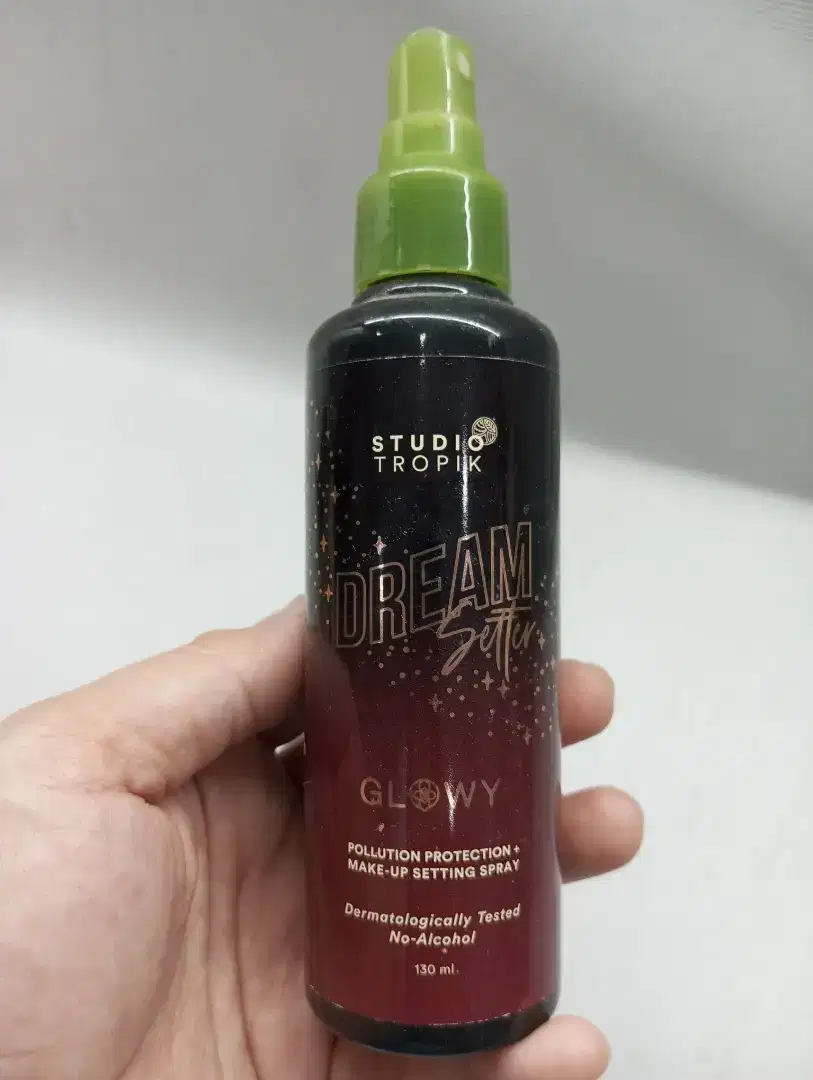 STUDIO
TROPIK
DREAM
Setter
GLOWY
POLLUTION PROTECTION +
MAKE-UP SETTING SPRAY
Dermatologically Tested
No-Alcohol
130 ml